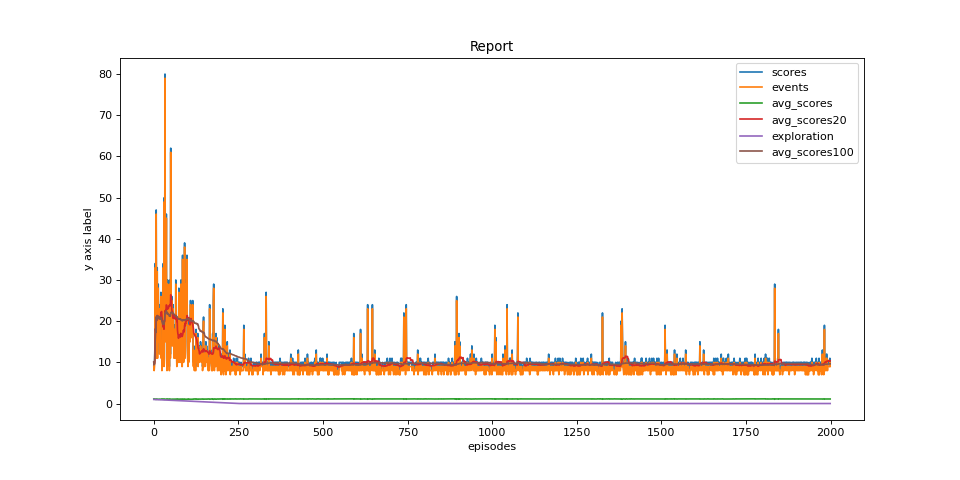 Report
scores
events
avg_scores
avg_scores20
exploration
avg_scores100
80
70
60
50
40
30
20
10
0
y axis label
0 250 500 750 1000 1250 1500 1750 2000
episodes